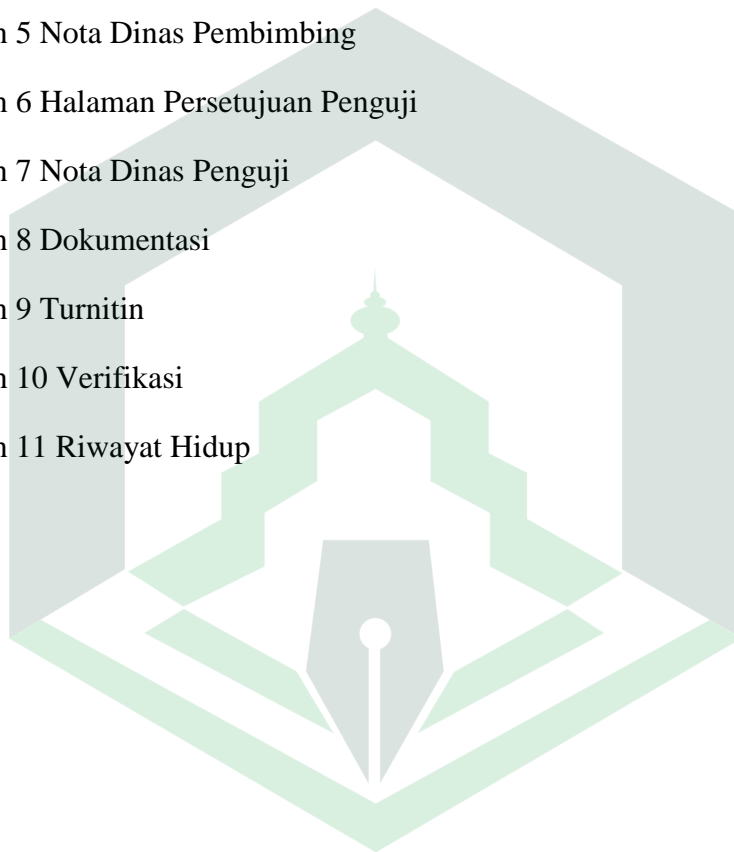 n 5 Nota Dinas Pembimbing
n 6 Halaman Persetujuan Penguji
n 7 Nota Dinas Penguji
n 8 Dokumentasi
n 9 Turnitin
n 10 Verifikasi
n 11 Riwayat Hidup